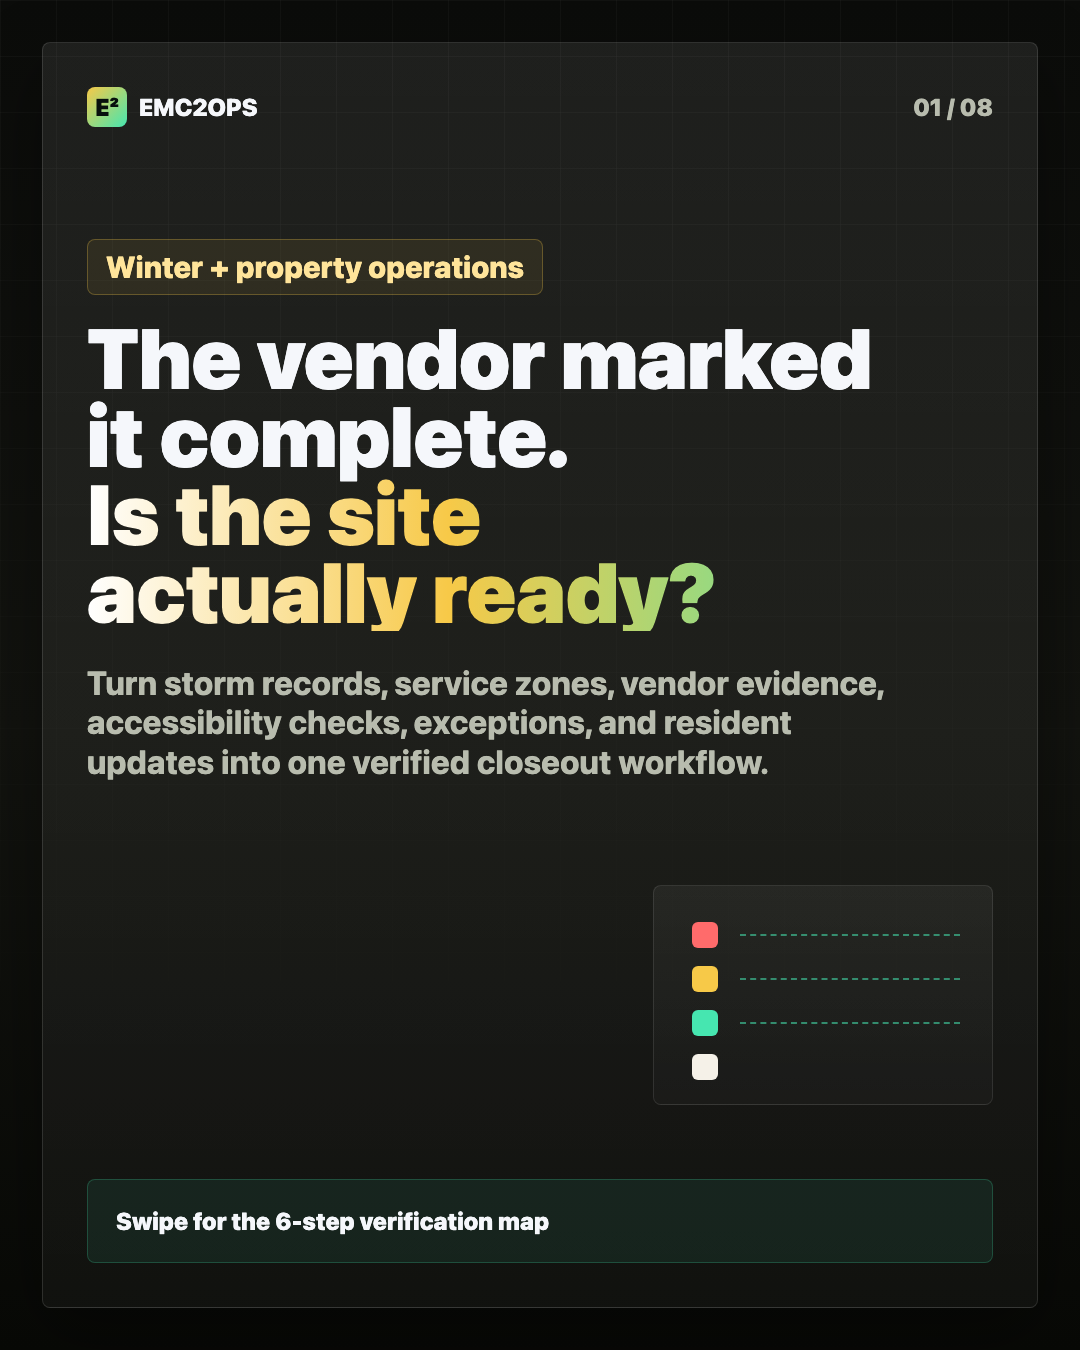 E² EMC2OPS
01 / 08
Winter + property operations
The vendor marked
it complete.
Is the site
actually ready?
Turn storm records, service zones, vendor evidence,
accessibility checks, exceptions, and resident
updates into one verified closeout workflow.
Swipe for the 6-step verification map